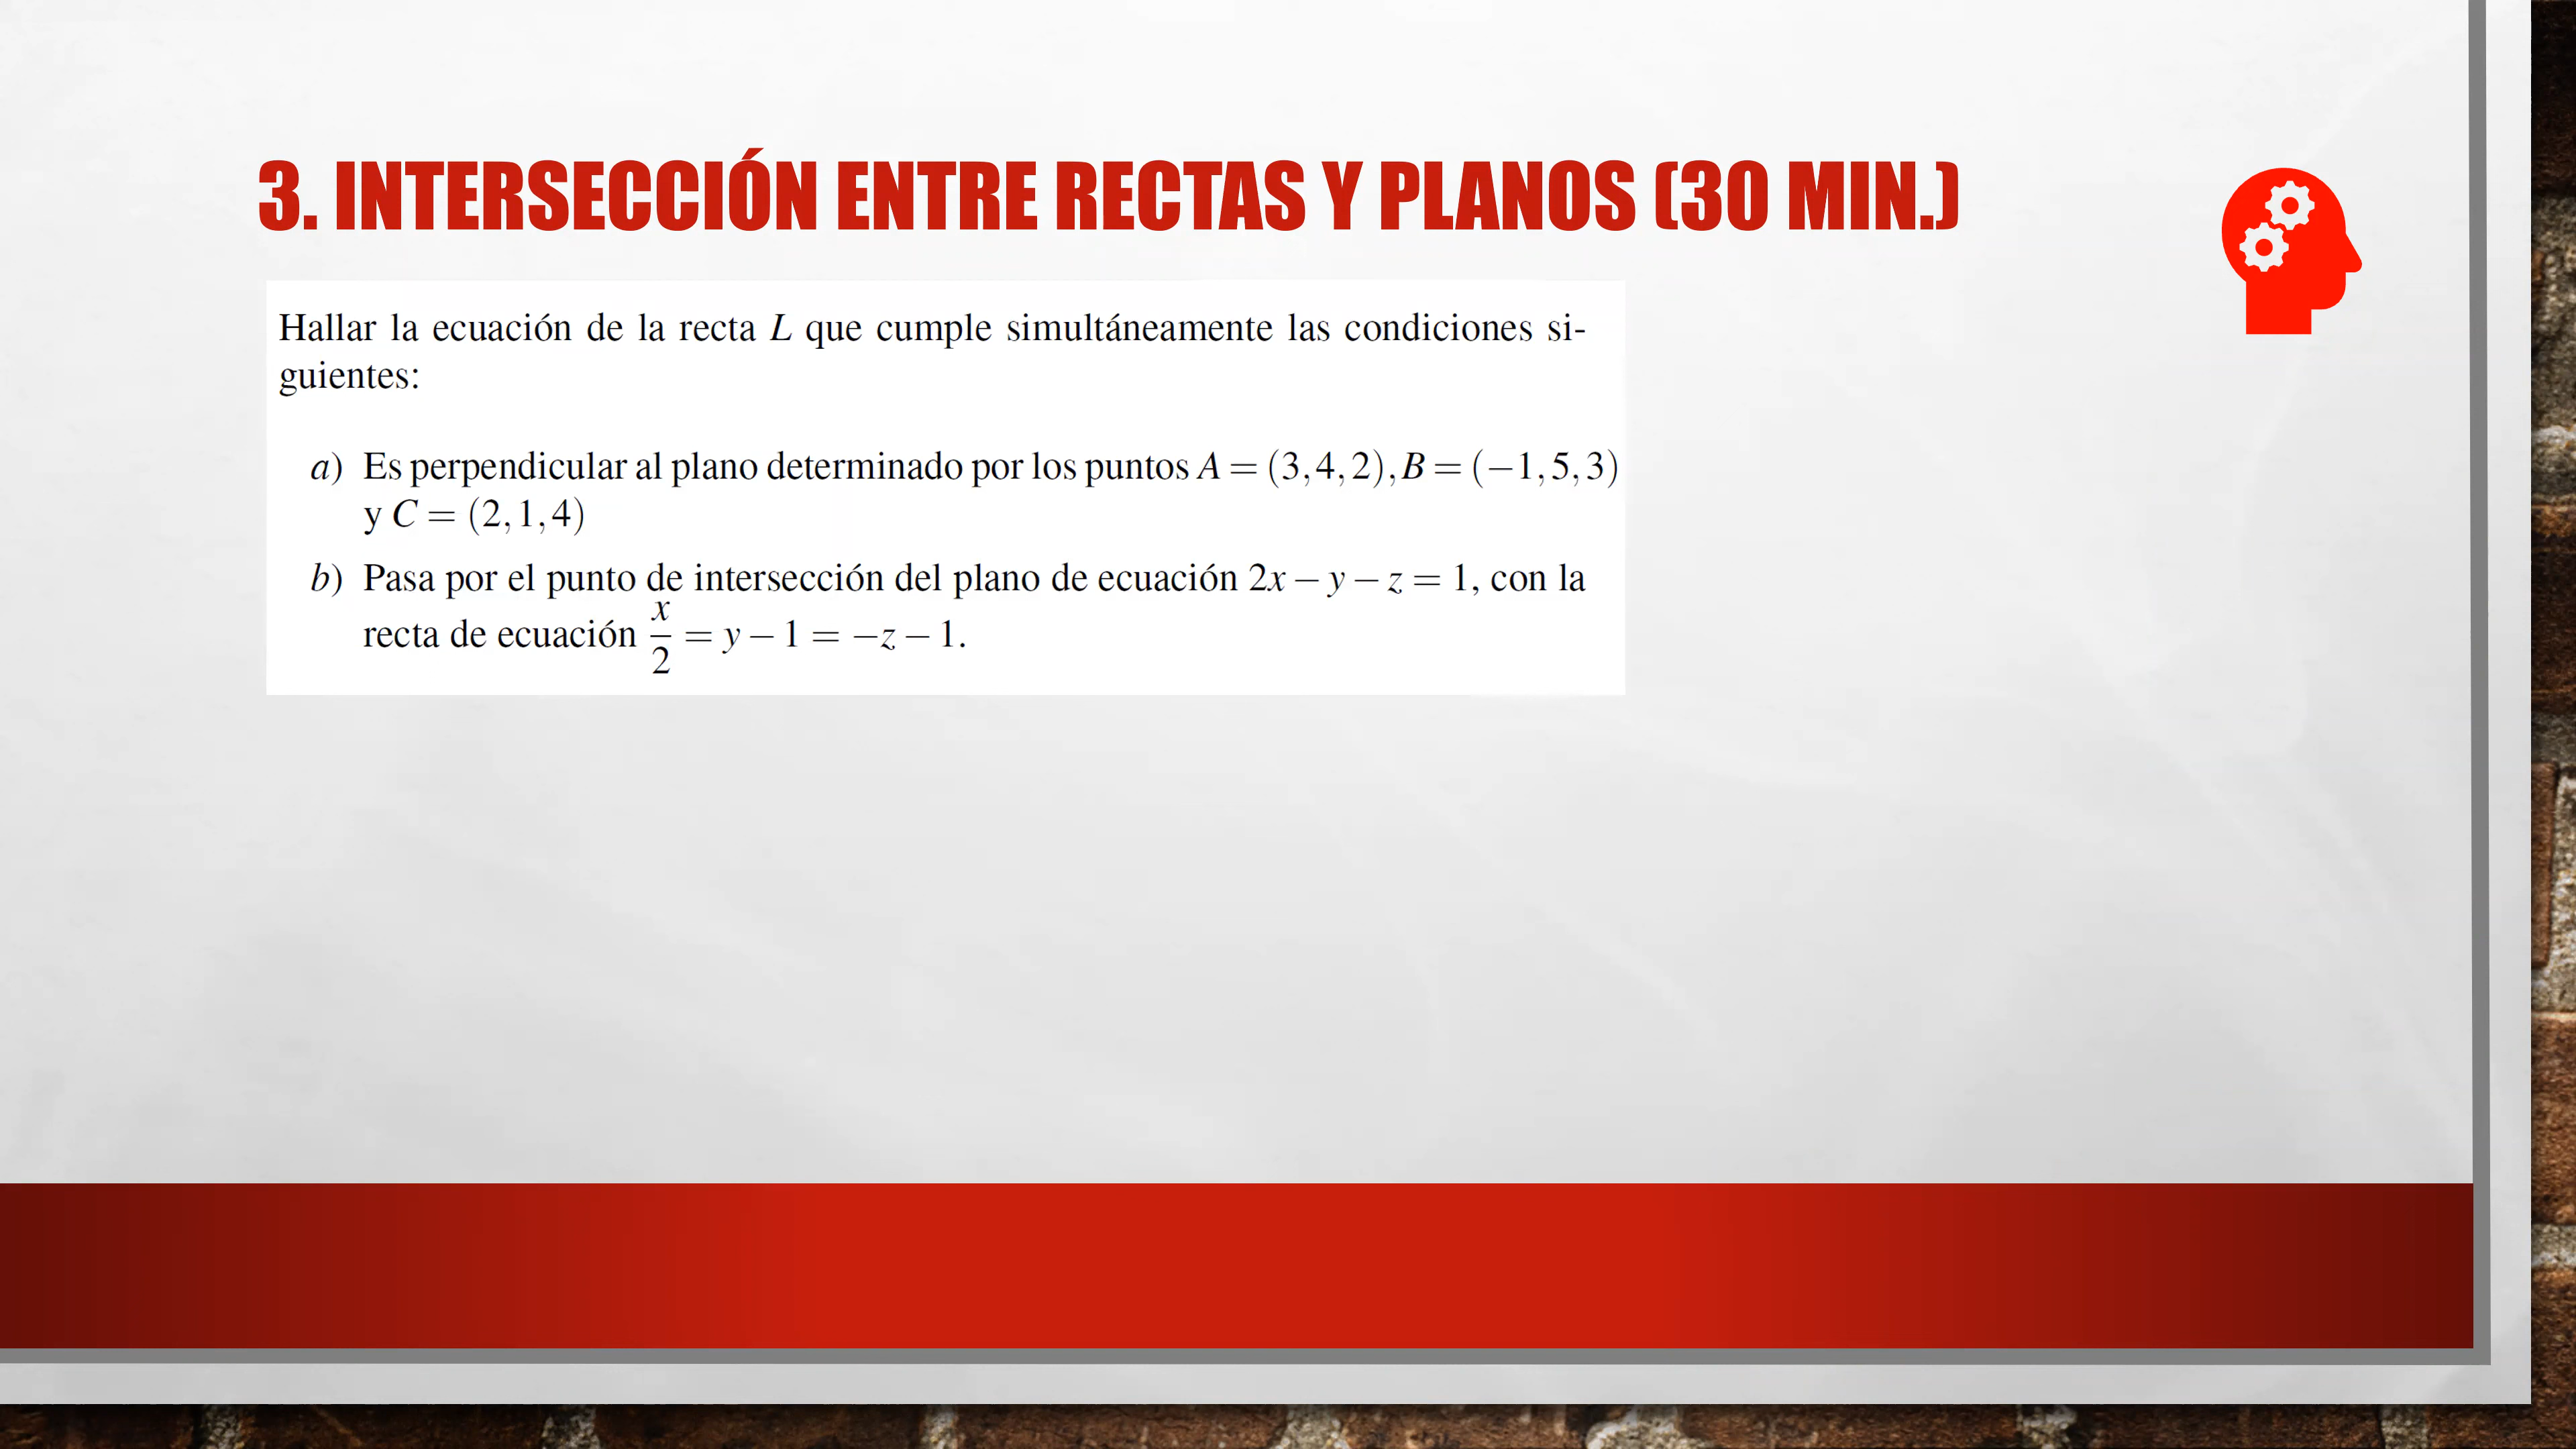 3. INTERSECCIÓN ENTRE RECTAS Y PLANOS (30 MIN.)
Hallar la ecuación de la recta L que cumple simultáneamente las condiciones si-
guientes:
a) Es perpendicular al plano determinado por los puntos A = (3,4,2), B = (−1,5,3)
y C = (2,1,4)
b) Pasa por el punto de intersección del plano de ecuación 2x − y − z = 1, con la
recta de ecuación x/2 = y − 1 = −z − 1.